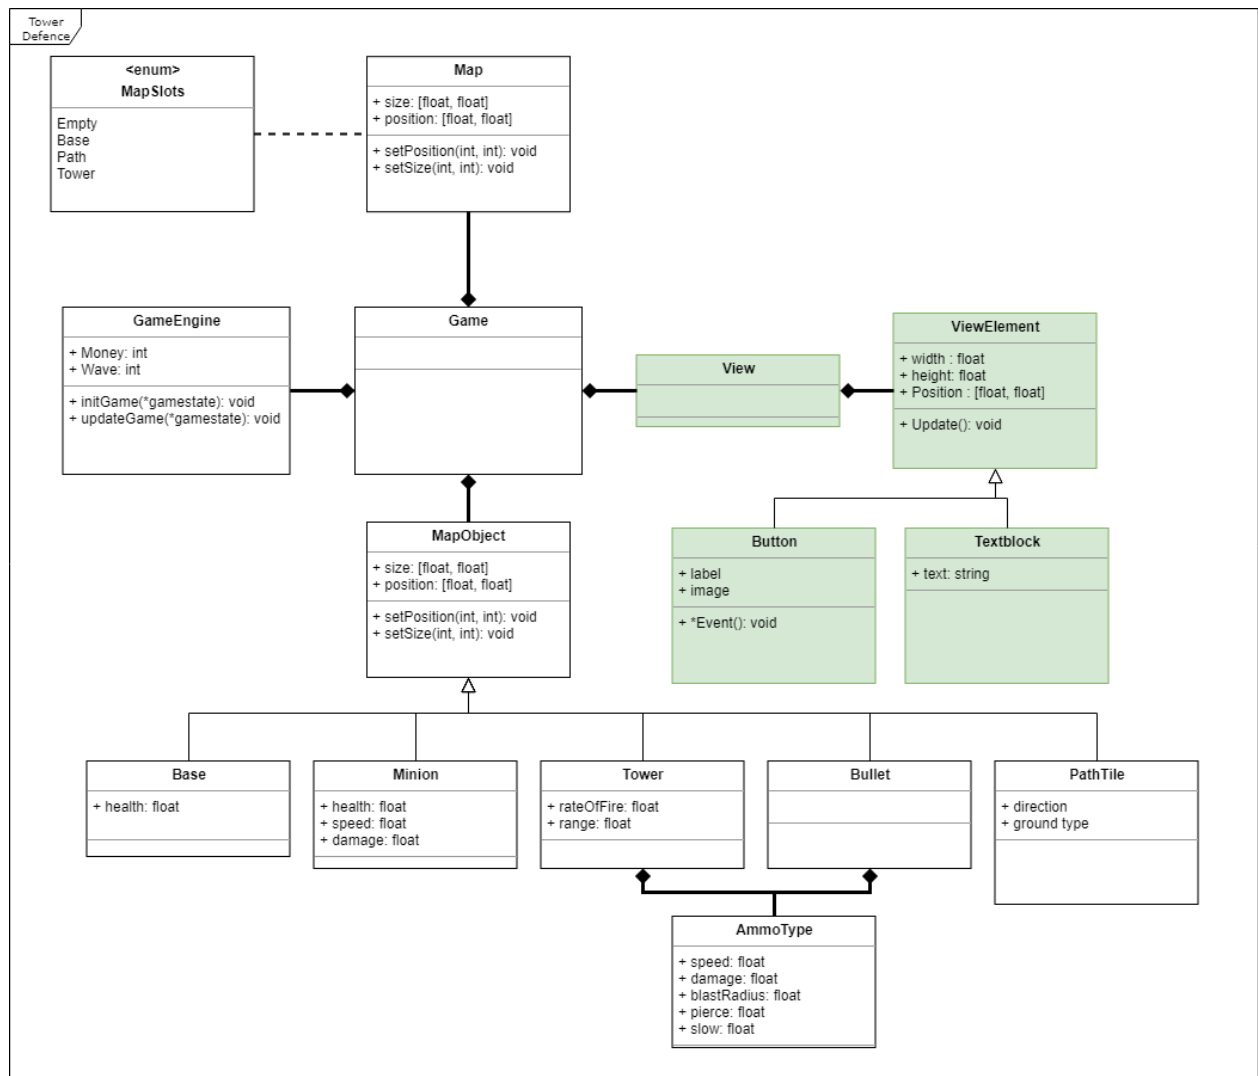 Tower
Defence
<enum>
MapSlots
Empty
Base
Path
Tower
Map
+ size: [float, float]
+ position: [float, float]
+ setPosition(int, int): void
+ setSize(int, int): void
GameEngine
+ Money: int
+ Wave: int
+ initGame(*gamestate): void
+ updateGame(*gamestate): void
Game
View
ViewElement
+ width : float
+ height: float
+ Position : [float, float]
+ Update(): void
MapObject
+ size: [float, float]
+ position: [float, float]
+ setPosition(int, int): void
+ setSize(int, int): void
Button
+ label
+ image
+ *Event(): void
Textblock
+ text: string
Base
+ health: float
Minion
+ health: float
+ speed: float
+ damage: float
Tower
+ rateOfFire: float
+ range: float
Bullet
PathTile
+ direction
+ ground type
AmmoType
+ speed: float
+ damage: float
+ blastRadius: float
+ pierce: float
+ slow: float